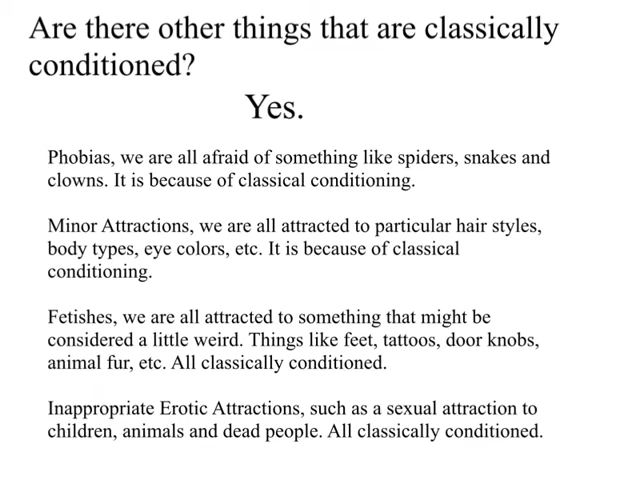 Are there other things that are classically
conditioned?
Yes.
Phobias, we are all afraid of something like spiders, snakes and
clowns. It is because of classical conditioning.
Minor Attractions, we are all attracted to particular hair styles,
body types, eye colors, etc. It is because of classical
conditioning.
Fetishes, we are all attracted to something that might be
considered a little weird. Things like feet, tattoos, door knobs,
animal fur, etc. All classically conditioned.
Inappropriate Erotic Attractions, such as a sexual attraction to
children, animals and dead people. All classically conditioned.